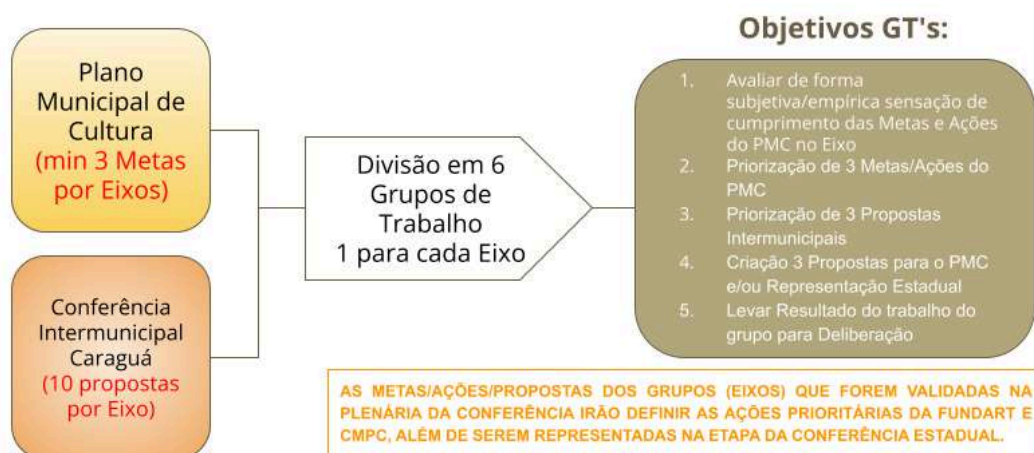 Plano
Municipal de
Cultura
(min 3 Metas
por Eixos)
Conferência
Intermunicipal
Caraguá
(10 propostas
por Eixo)
Divisão em 6
Grupos de
Trabalho
1 para cada Eixo
Objetivos GT's:
1. Avaliar de forma
subjetiva/empírica sensação de
cumprimento das Metas e Ações
do PMC no Eixo
2. Priorização de 3 Metas/Ações do
PMC
3. Priorização de 3 Propostas
Intermunicipais
4. Criação 3 Propostas para o PMC
e/ou Representação Estadual
5. Levar Resultado do trabalho do
grupo para Deliberação
AS METAS/AÇÕES/PROPOSTAS DOS GRUPOS (EIXOS) QUE FOREM VALIDADAS NA
PLENÁRIA DA CONFERÊNCIA IRÃO DEFINIR AS AÇÕES PRIORITÁRIAS DA FUNDART E
CMPC, ALÉM DE SEREM REPRESENTADAS NA ETAPA DA CONFERÊNCIA ESTADUAL.